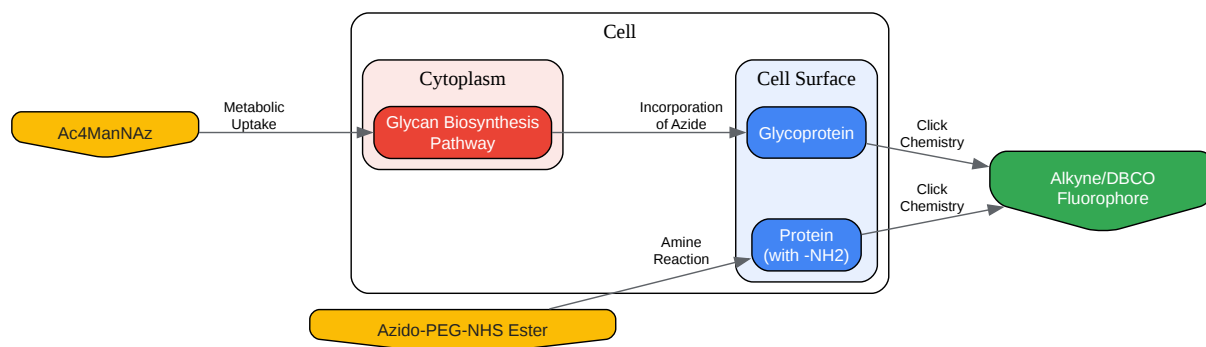 Cell
Cytoplasm
Cell Surface
Metabolic
Uptake
Incorporation
of Azide
Ac4ManNAz
Glycan Biosynthesis
Pathway
Glycoprotein
Click
Chemistry
Alkyne/DBCO
Fluorophore
Click
Chemistry
Amine
Reaction
Protein
(with -NH2)
Azido-PEG-NHS Ester